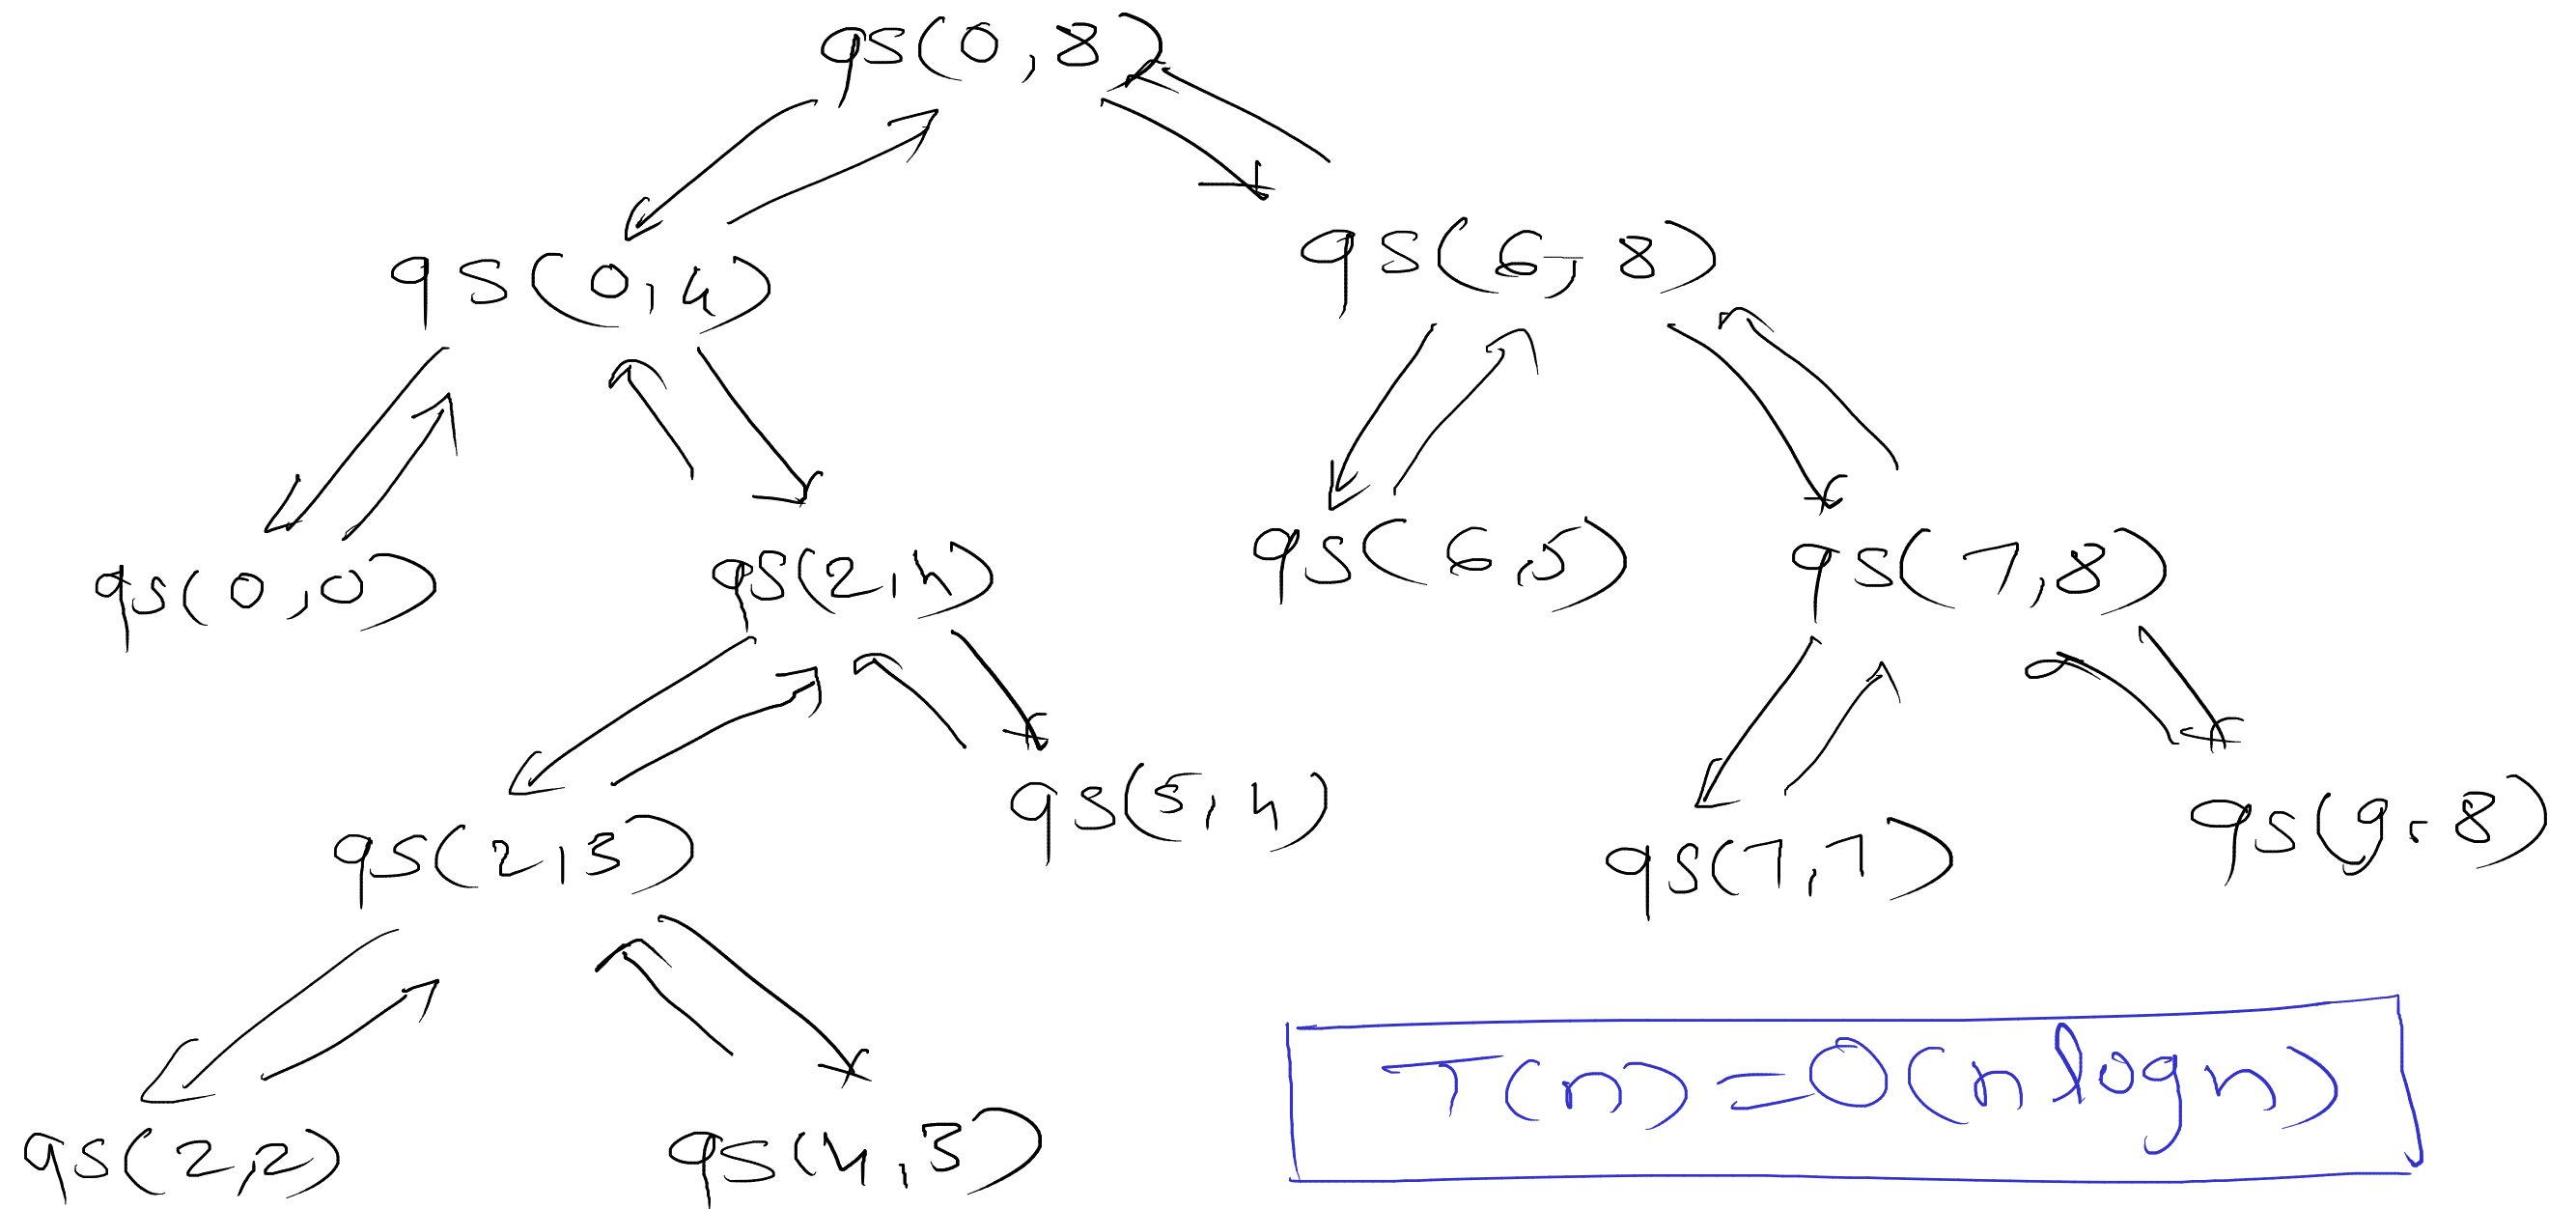 qs(0,8)
qs(0,4)
qs(6,8)
qs(0,0)
qs(2,4)
qs(6,5)
qs(7,8)
qs(2,3)
qs(5,4)
qs(7,7)
qs(9,8)
qs(2,2)
qs(4,3)
T(n)=O(n log n)